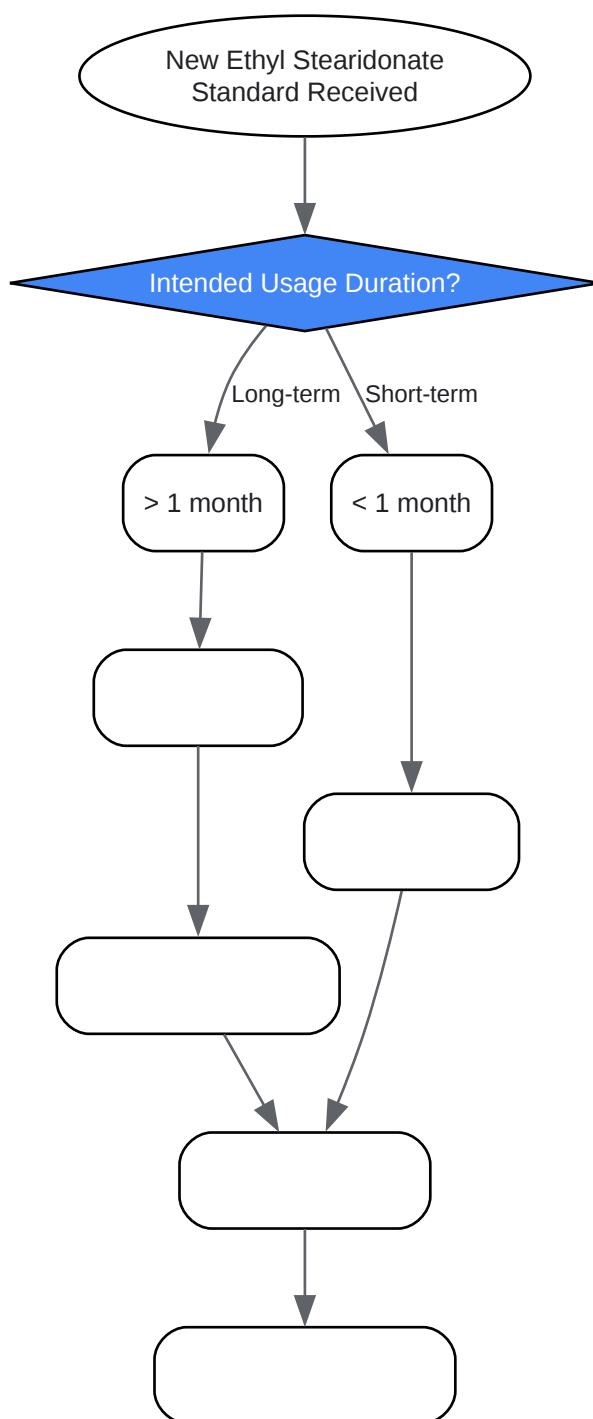 New Ethyl Stearidonate
Standard Received
Intended Usage Duration?
Long-term
Short-term
> 1 month
< 1 month